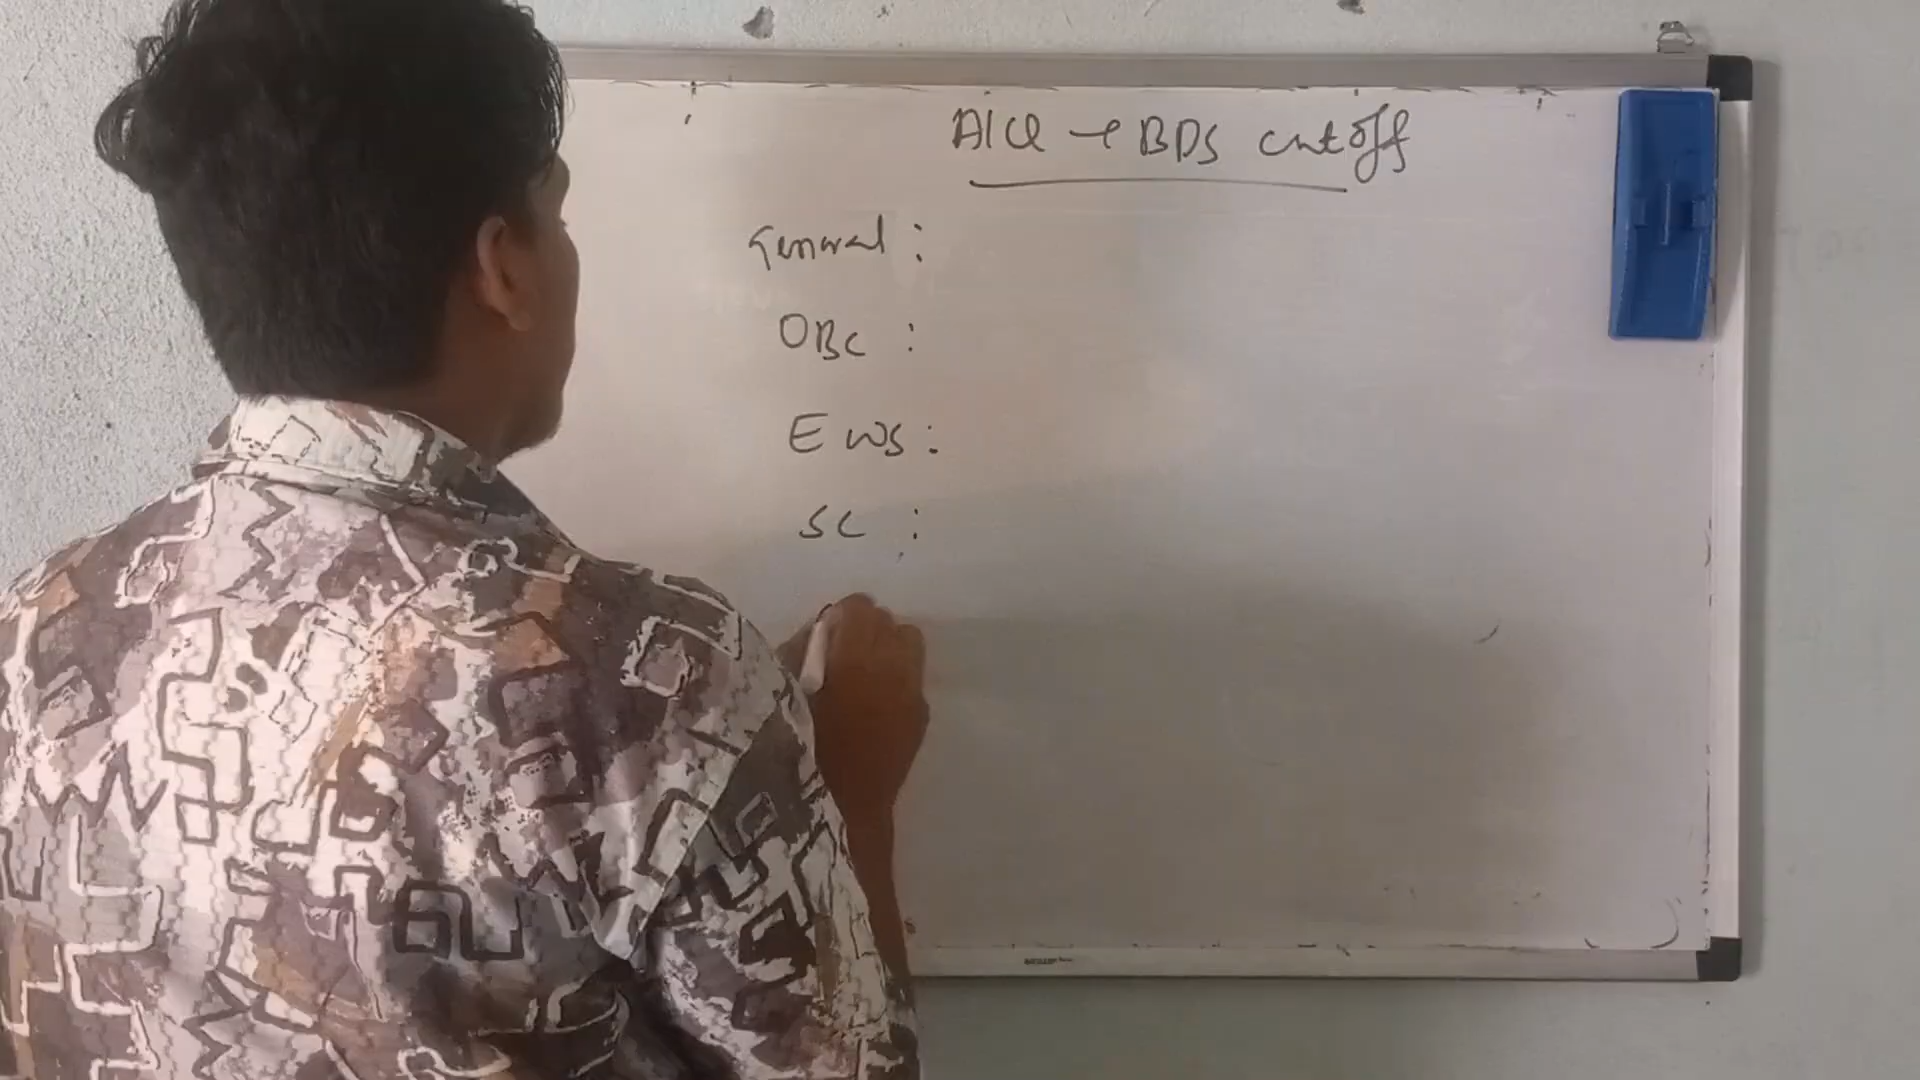 AIQ → BDS cutoff
General :
OBC :
EWS :
SC :